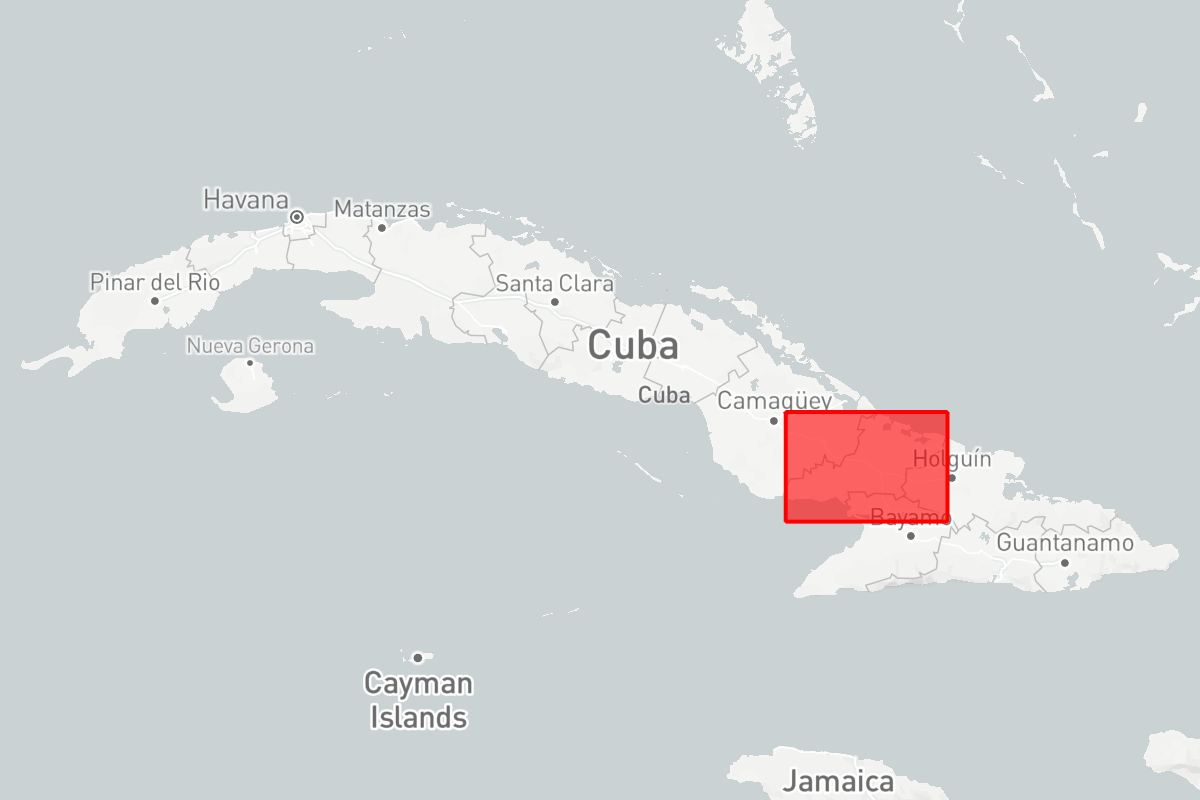 Havana
Matanzas
Pinar del Rio
Santa Clara
Nueva Gerona
Cuba
Cuba
Camagüey
Holguín
Bayamo
Guantanamo
Cayman
Islands
Jamaica